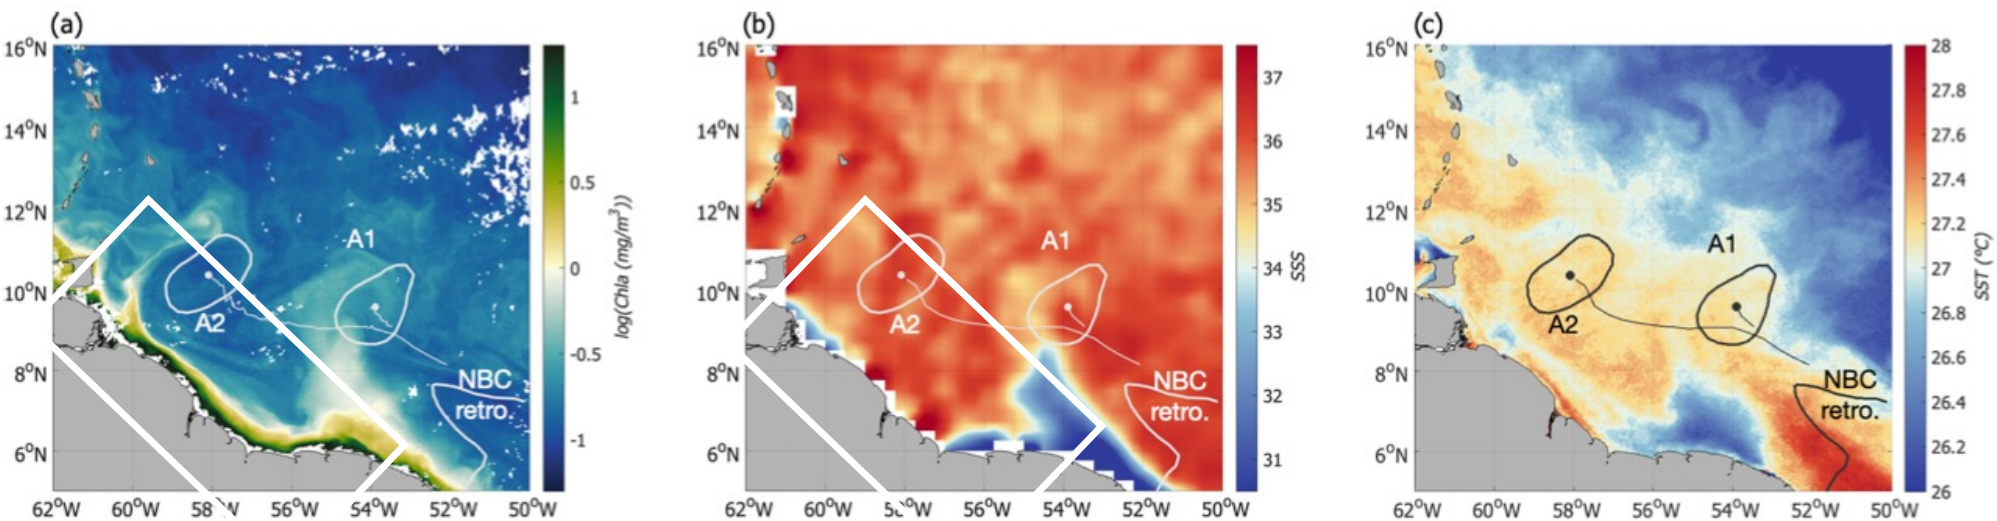 (a)
16°N
14°N
12°N
10°N
8°N
6°N
62°W 60°W 58°W 56°W 54°W 52°W 50°W
A1
A2
NBC
retro.
1
0.5
0
-0.5
-1
log(Chla (mg/m³))
(b)
16°N
14°N
12°N
10°N
8°N
6°N
62°W 60°W 58°W 56°W 54°W 52°W 50°W
A1
A2
NBC
retro.
37
36
35
34
33
32
31
SSS
(c)
16°N
14°N
12°N
10°N
8°N
6°N
62°W 60°W 58°W 56°W 54°W 52°W 50°W
A1
A2
NBC
retro.
28
27.8
27.6
27.4
27.2
27
26.8
26.6
26.4
26.2
26
SST (°C)